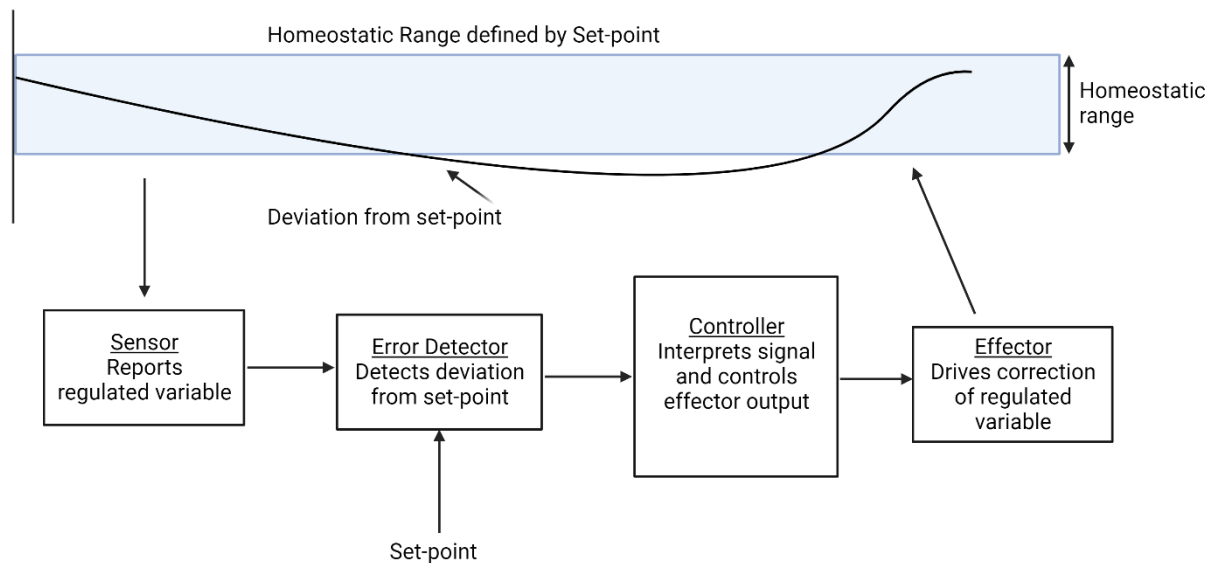 Homeostatic Range defined by Set-point
Homeostatic
range
Deviation from set-point
Sensor
Reports
regulated variable
Error Detector
Detects deviation
from set-point
Controller
Interprets signal
and controls
effector output
Effector
Drives correction
of regulated
variable
Set-point